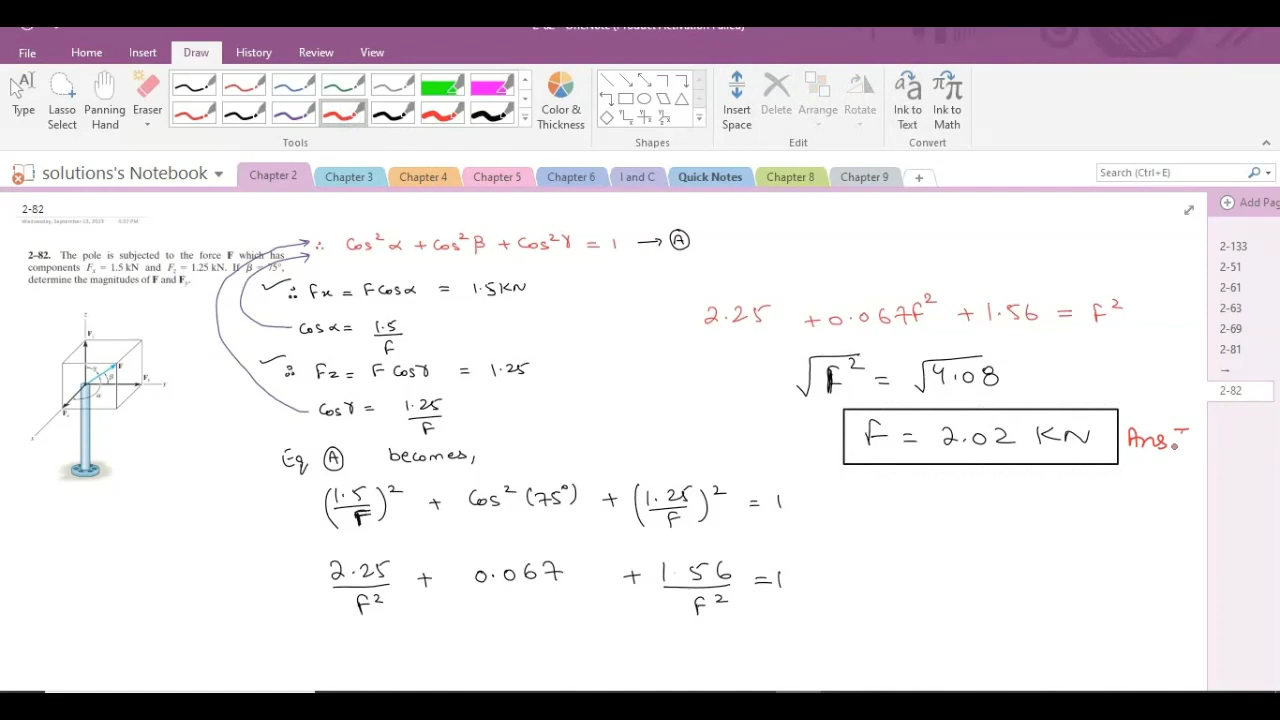 File Home Insert Draw History Review View
Type
Lasso Select
Panning Hand
Eraser
Color & Thickness
Insert Space
Delete
Arrange
Rotate
Ink to Text
Ink to Math
Tools
Shapes
Edit
Convert
solutions's Notebook
Chapter 2
Chapter 3
Chapter 4
Chapter 5
Chapter 6
I and C
Quick Notes
Chapter 8
Chapter 9
Search (Ctrl+E)
Add Pag
2-82
2-82. The pole is subjected to the force F which has
components Fx = 1.5 kN and Fz = 1.25 kN. If β = 75°,
determine the magnitudes of F and Fy.
z
Fz
F
α
β
Fy
y
Fx
x
∴ Cos²α + Cos²β + Cos²γ = 1 → Ⓐ
∴ Fx = F Cosα = 1.5 KN
Cosα = 1.5/F
∴ Fz = F Cosγ = 1.25
Cosγ = 1.25/F
Eq Ⓐ becomes,
(1.5/F)² + Cos²(75°) + (1.25/F)² = 1
2.25/F² + 0.067 + 1.56/F² = 1
2.25 + 0.067F² + 1.56 = F²
√F² = √4.08
F = 2.02 KN Ans:
2-133
2-51
2-61
2-63
2-69
2-81
→
2-82